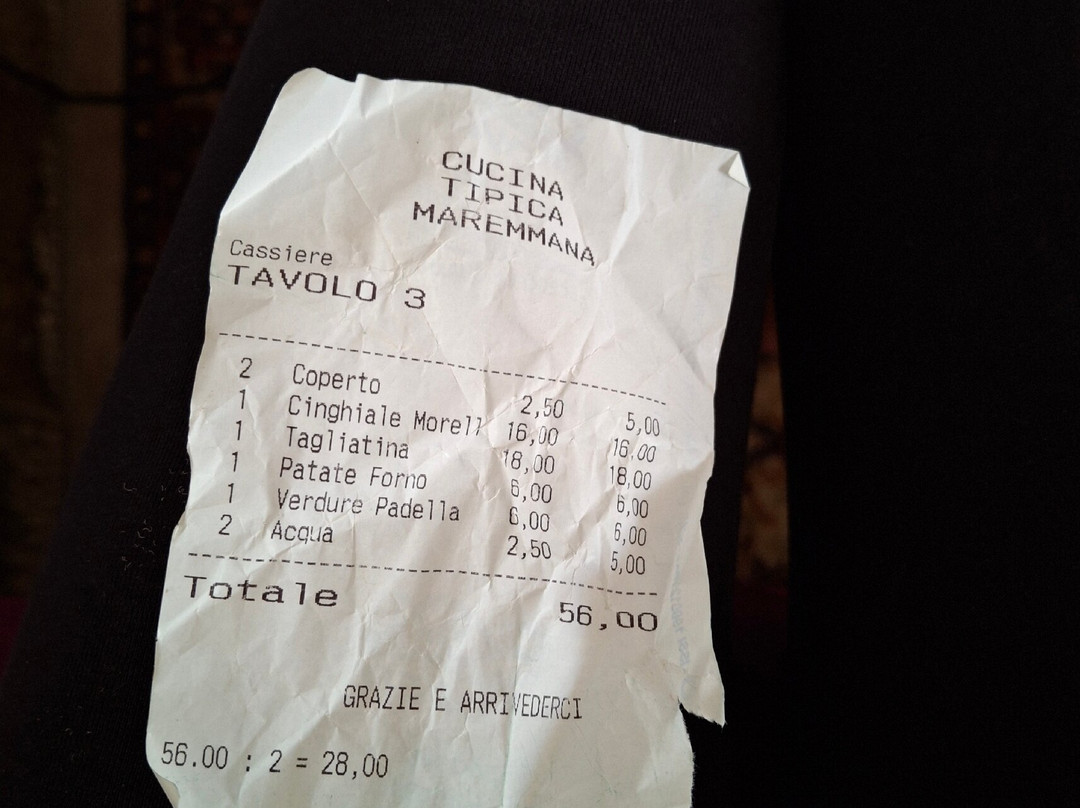 CUCINA
TIPICA
MAREMMANA
Cassiere
TAVOLO 3
2 Coperto 2,50 5,00
1 Cinghiale Morell 16,00 16,00
1 Tagliatina 18,00 18,00
1 Patate Forno 6,00 6,00
1 Verdure Padella 6,00 6,00
2 Acqua 2,50 5,00
Totale 56,00
GRAZIE E ARRIVEDERCI
56.00 : 2 = 28,00